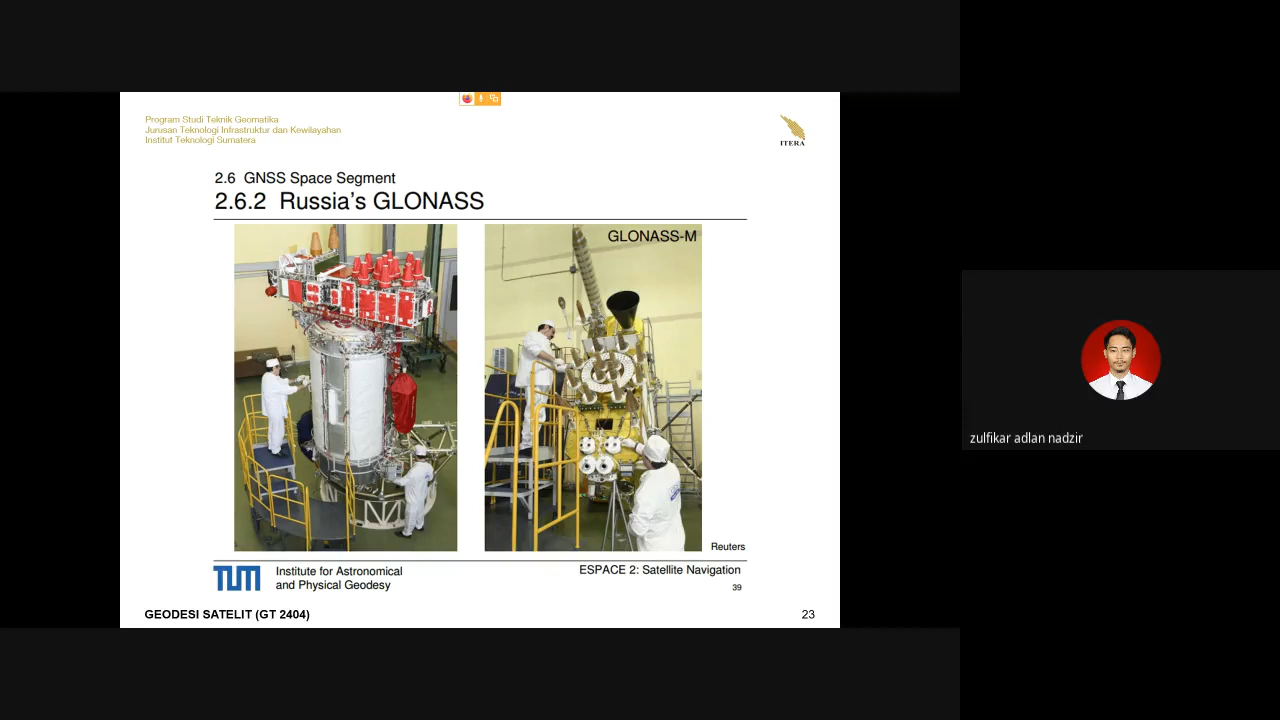 Program Studi Teknik Geomatika
Jurusan Teknologi Infrastruktur dan Kewilayahan
Institut Teknologi Sumatera
ITERA
2.6 GNSS Space Segment
2.6.2 Russia's GLONASS
GLONASS-M
Reuters
TUM
Institute for Astronomical
and Physical Geodesy
ESPACE 2: Satellite Navigation
39
GEODESI SATELIT (GT 2404)
23
zulfikar adlan nadzir